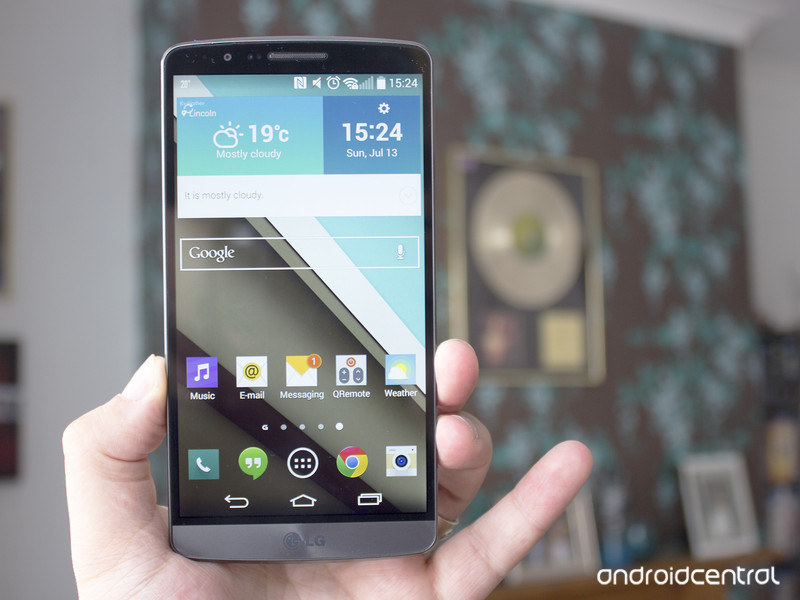 20°
15:24
Lincoln
19°c
Mostly cloudy
15:24
Sun, Jul 13
It is mostly cloudy.
Google
1
Music
E-mail
Messaging
QRemote
Weather
LG
androidcentral